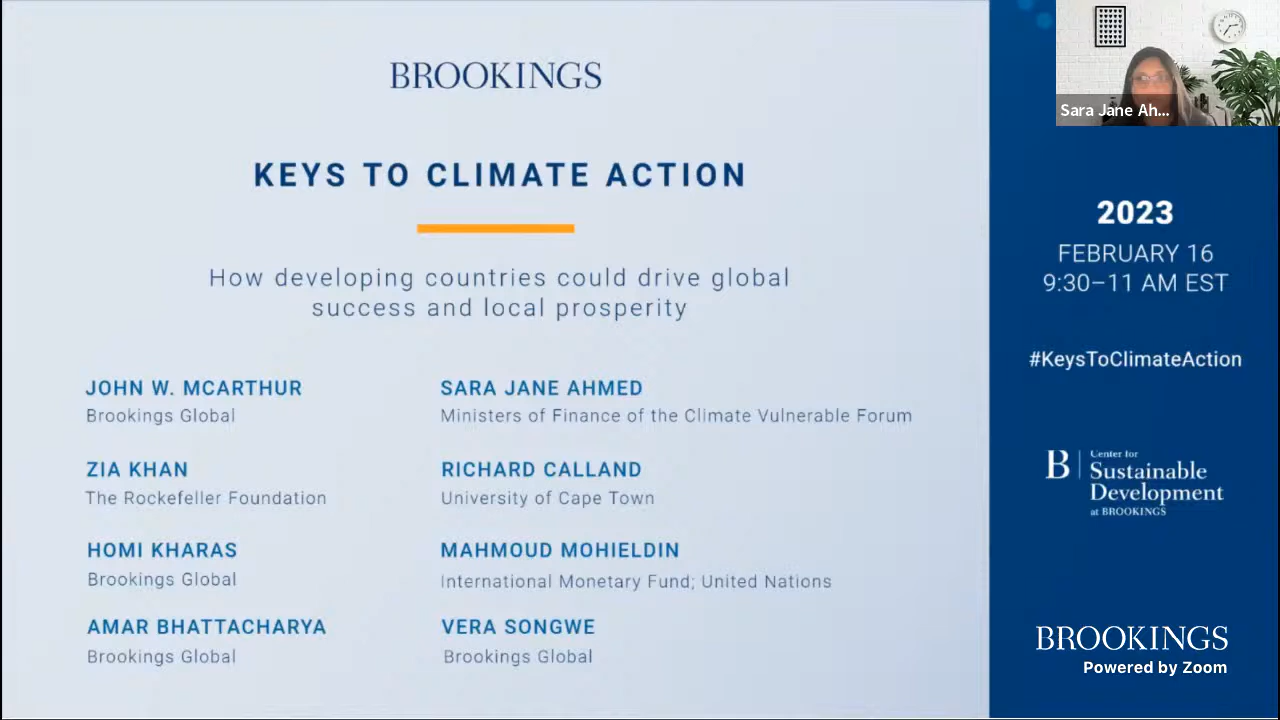 BROOKINGS
KEYS TO CLIMATE ACTION
How developing countries could drive global
success and local prosperity
JOHN W. MCARTHUR
Brookings Global
SARA JANE AHMED
Ministers of Finance of the Climate Vulnerable Forum
ZIA KHAN
The Rockefeller Foundation
RICHARD CALLAND
University of Cape Town
HOMI KHARAS
Brookings Global
MAHMOUD MOHIELDIN
International Monetary Fund; United Nations
AMAR BHATTACHARYA
Brookings Global
VERA SONGWE
Brookings Global
Sara Jane Ah...
2023
FEBRUARY 16
9:30–11 AM EST
#KeysToClimateAction
B
Center for
Sustainable
Development
at BROOKINGS
BROOKINGS
Powered by Zoom